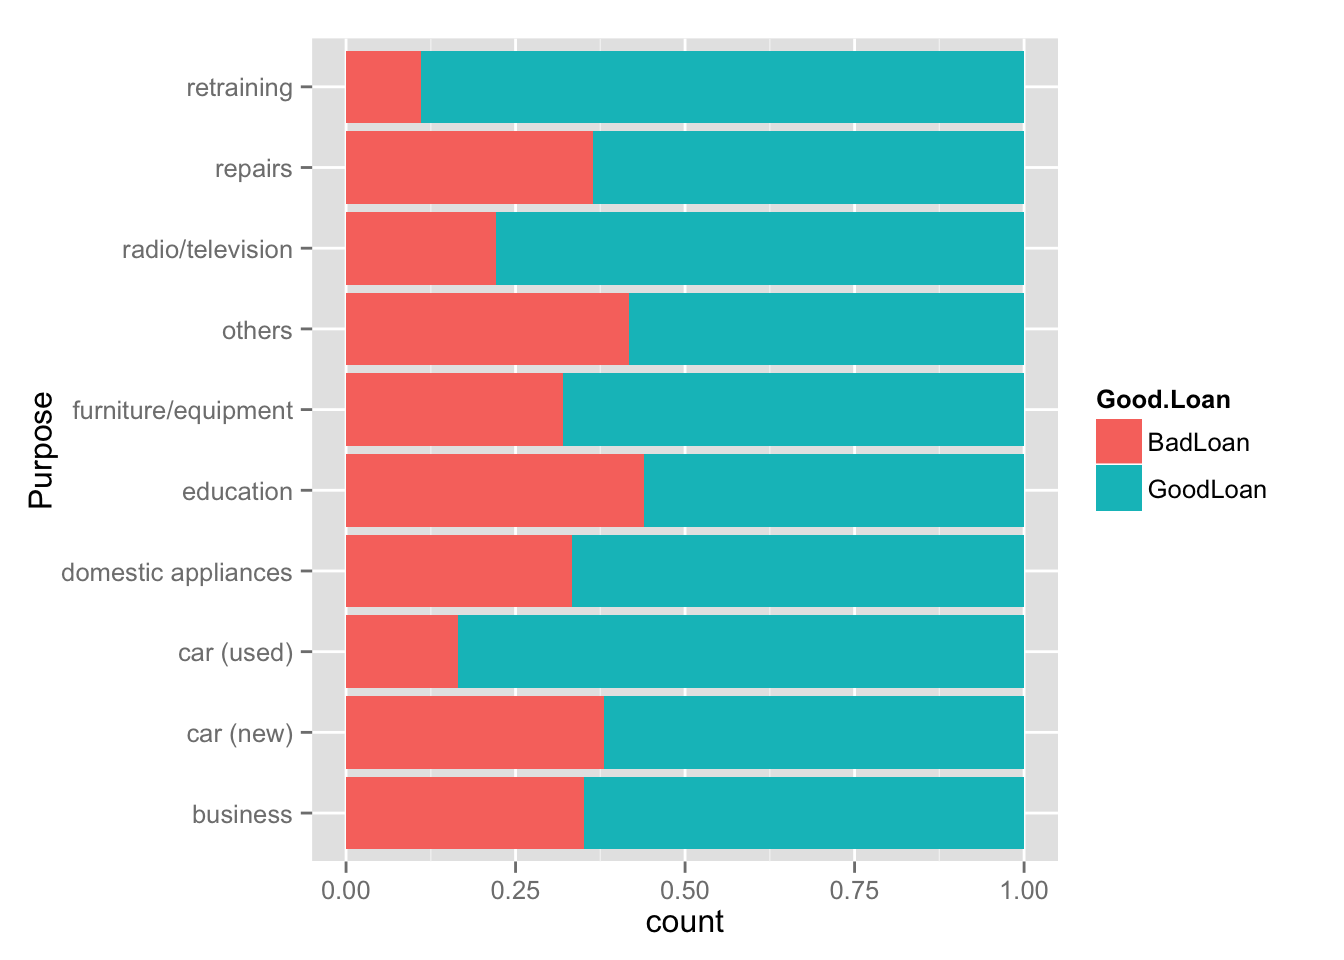 retraining
repairs
radio/television
others
furniture/equipment
education
domestic appliances
car (used)
car (new)
business
Purpose
0.00 0.25 0.50 0.75 1.00
count
Good.Loan
BadLoan
GoodLoan